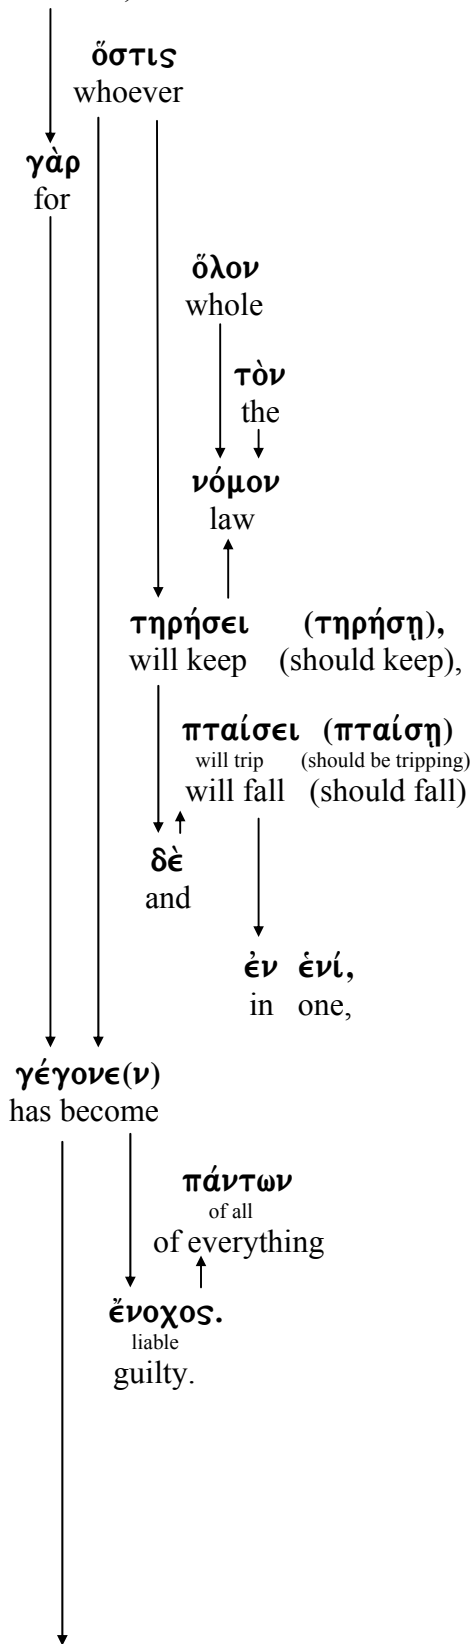 ὅστις
whoever
γὰρ
for
ὅλον
whole
τὸν
the
νόμον
law
τηρήσει (τηρήσῃ),
will keep (should keep),
πταίσει (πταίσῃ)
will trip (should be tripping)
will fall (should fall)
δὲ
and
ἐν ἑνί,
in one,
γέγονε(ν)
has become
πάντων
of all
of everything
ἔνοχος.
liable
guilty.